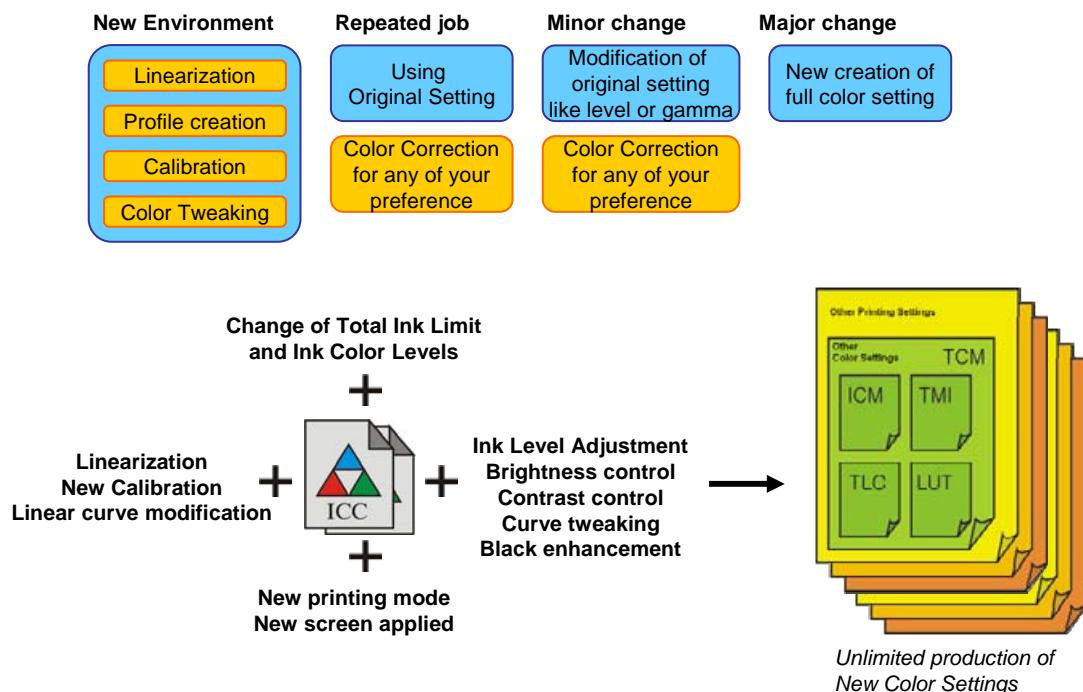 New Environment
Linearization
Profile creation
Calibration
Color Tweaking
Repeated job
Using
Original Setting
Color Correction
for any of your
preference
Minor change
Modification of
original setting
like level or gamma
Color Correction
for any of your
preference
Major change
New creation of
full color setting
Change of Total Ink Limit
and Ink Color Levels
Linearization
New Calibration
Linear curve modification
ICC
Ink Level Adjustment
Brightness control
Contrast control
Curve tweaking
Black enhancement
New printing mode
New screen applied
Other Printing Settings
Other
Color Settings
TCM
ICM
TMI
TLC
LUT
Unlimited production of
New Color Settings